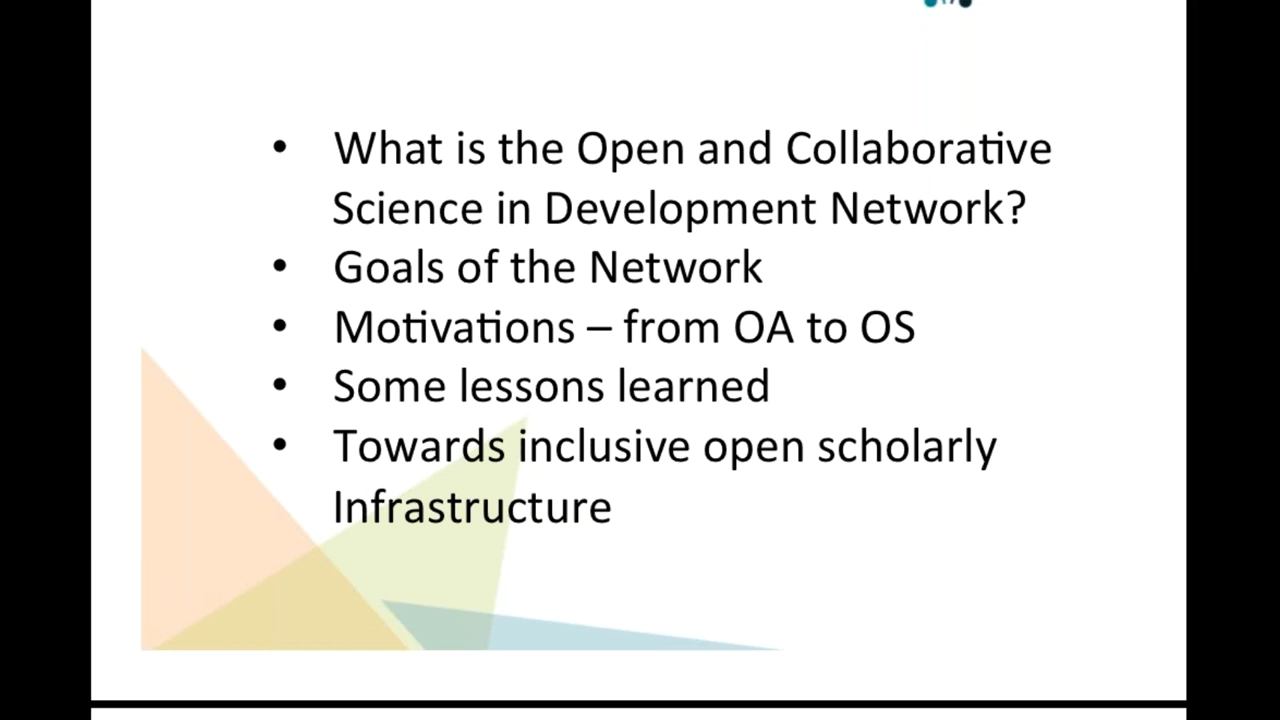 • What is the Open and Collaborative
Science in Development Network?
• Goals of the Network
• Motivations – from OA to OS
• Some lessons learned
• Towards inclusive open scholarly
Infrastructure